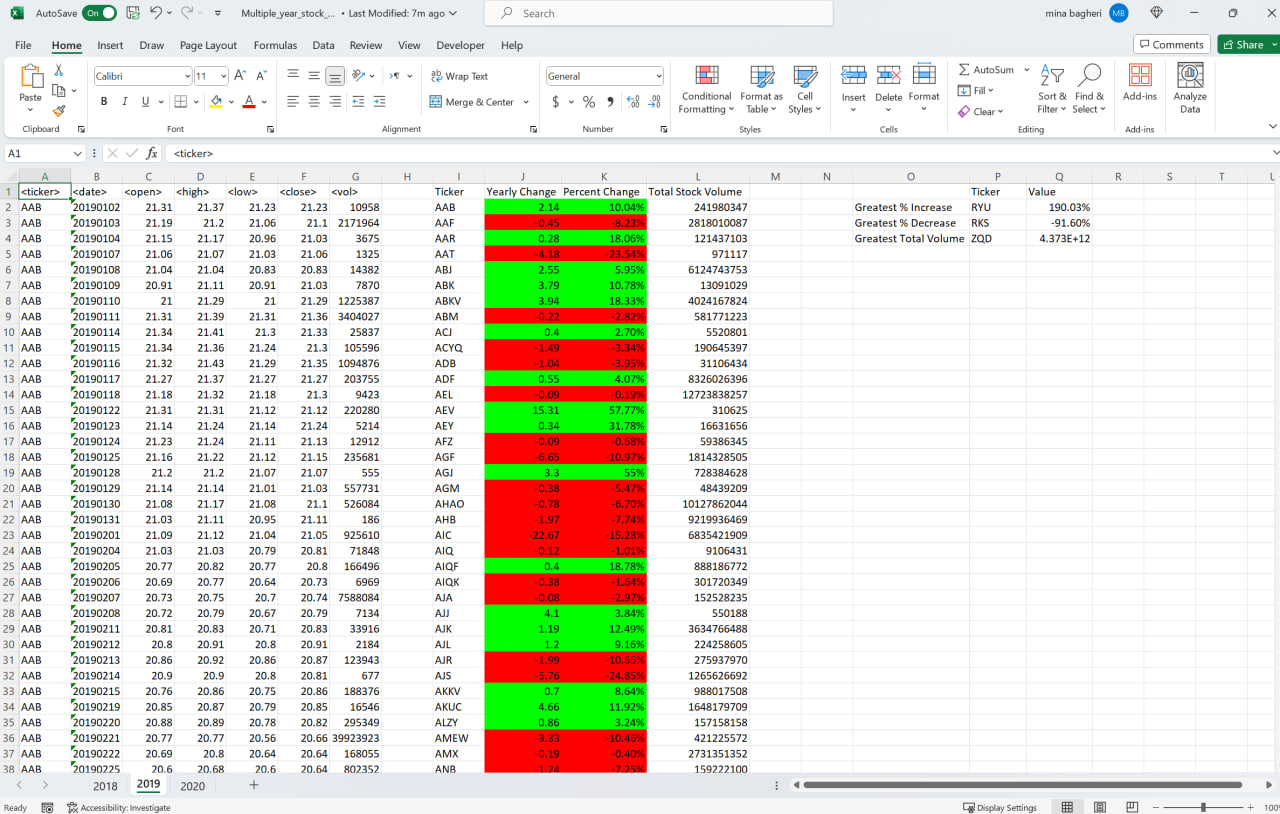 AutoSave On Multiple_year_stock_... • Last Modified: 7m ago Search mina bagheri MB
File Home Insert Draw Page Layout Formulas Data Review View Developer Help Comments Share
Paste Calibri 11 Wrap Text General Conditional Formatting Format as Table Cell Styles Insert Delete Format AutoSum Fill Clear Sort & Filter Find & Select Add-ins Analyze Data
B I U Merge & Center $ %
Clipboard Font Alignment Number Styles Cells Editing Add-ins
A1 fx <ticker>
A B C D E F G H I J K L M N O P Q R S T U
1 <ticker> <date> <open> <high> <low> <close> <vol> Ticker Yearly Change Percent Change Total Stock Volume Ticker Value
2 AAB 20190102 21.31 21.37 21.23 21.23 10958 AAB 2.14 10.04% 241980347 Greatest % Increase RYU 190.03%
3 AAB 20190103 21.19 21.2 21.06 21.1 2171964 AAF -0.45 -8.23% 2818010087 Greatest % Decrease RKS -91.60%
4 AAB 20190104 21.15 21.17 20.96 21.03 3675 AAR 0.28 18.06% 121437103 Greatest Total Volume ZQD 4.373E+12
5 AAB 20190107 21.06 21.07 21.03 21.06 1325 AAT -4.18 -23.54% 971117
6 AAB 20190108 21.04 21.04 20.83 20.83 14382 ABJ 2.55 5.95% 6124743753
7 AAB 20190109 20.91 21.11 20.91 21.03 7870 ABK 3.79 10.78% 13091029
8 AAB 20190110 21 21.29 21 21.29 1225387 ABKV 3.94 18.33% 4024167824
9 AAB 20190111 21.31 21.39 21.31 21.36 3404027 ABM -0.22 -2.82% 581771223
10 AAB 20190114 21.34 21.41 21.3 21.33 25837 ACJ 0.4 2.70% 5520801
11 AAB 20190115 21.34 21.36 21.24 21.3 105596 ACYQ -1.49 -3.34% 190645397
12 AAB 20190116 21.32 21.43 21.29 21.35 1094876 ADB -1.04 -3.95% 31106434
13 AAB 20190117 21.27 21.37 21.27 21.27 203755 ADF 0.55 4.07% 8326026396
14 AAB 20190118 21.18 21.32 21.18 21.3 9423 AEL -0.09 -0.19% 12723838257
15 AAB 20190122 21.31 21.31 21.12 21.12 220280 AEV 15.31 57.77% 310625
16 AAB 20190123 21.14 21.24 21.14 21.24 5214 AEY 0.34 31.78% 16631656
17 AAB 20190124 21.23 21.24 21.11 21.13 12912 AFZ -0.09 -0.68% 59386345
18 AAB 20190125 21.16 21.22 21.12 21.15 235681 AGF -6.65 -10.97% 1814328505
19 AAB 20190128 21.2 21.2 21.07 21.07 555 AGJ 3.3 55% 728384628
20 AAB 20190129 21.14 21.14 21.01 21.03 557731 AGM -0.38 -5.47% 48439209
21 AAB 20190130 21.08 21.17 21.08 21.1 526084 AHAO -0.78 -6.70% 10127862044
22 AAB 20190131 21.03 21.11 20.95 21.11 186 AHB -1.97 -7.74% 9219936469
23 AAB 20190201 21.09 21.12 21.04 21.05 925610 AIC -22.67 -15.28% 6835421909
24 AAB 20190204 21.03 21.03 20.79 20.81 71848 AIQ -0.12 -1.01% 9106431
25 AAB 20190205 20.77 20.82 20.77 20.8 166496 AIQF 0.4 18.78% 888186772
26 AAB 20190206 20.69 20.77 20.64 20.73 6969 AIQK -0.38 -1.64% 301720349
27 AAB 20190207 20.73 20.75 20.7 20.74 7588084 AJA -0.08 -2.97% 152528235
28 AAB 20190208 20.72 20.79 20.67 20.79 7134 AJJ 4.1 3.84% 550188
29 AAB 20190211 20.81 20.83 20.71 20.83 33916 AJK 1.19 12.49% 3634766488
30 AAB 20190212 20.8 20.91 20.8 20.91 2184 AJL 1.2 9.16% 224258605
31 AAB 20190213 20.86 20.92 20.86 20.87 123943 AJR -1.99 -10.66% 275937970
32 AAB 20190214 20.9 20.9 20.8 20.81 677 AJS -5.76 -24.85% 1265626692
33 AAB 20190215 20.76 20.86 20.75 20.86 188376 AKKV 0.7 8.64% 988017508
34 AAB 20190219 20.85 20.87 20.79 20.85 16546 AKUC 4.66 11.92% 1648179709
35 AAB 20190220 20.88 20.89 20.78 20.82 295349 ALZY 0.86 3.24% 157158158
36 AAB 20190221 20.77 20.77 20.56 20.66 39923923 AMEW -3.33 -10.46% 421225572
37 AAB 20190222 20.69 20.8 20.64 20.64 168055 AMX -0.19 -0.40% 2731351352
38 AAB 20190225 20.6 20.68 20.6 20.64 802352 ANB -1.24 -7.25% 159222100
2018 2019 2020 +
Ready Accessibility: Investigate Display Settings 100%